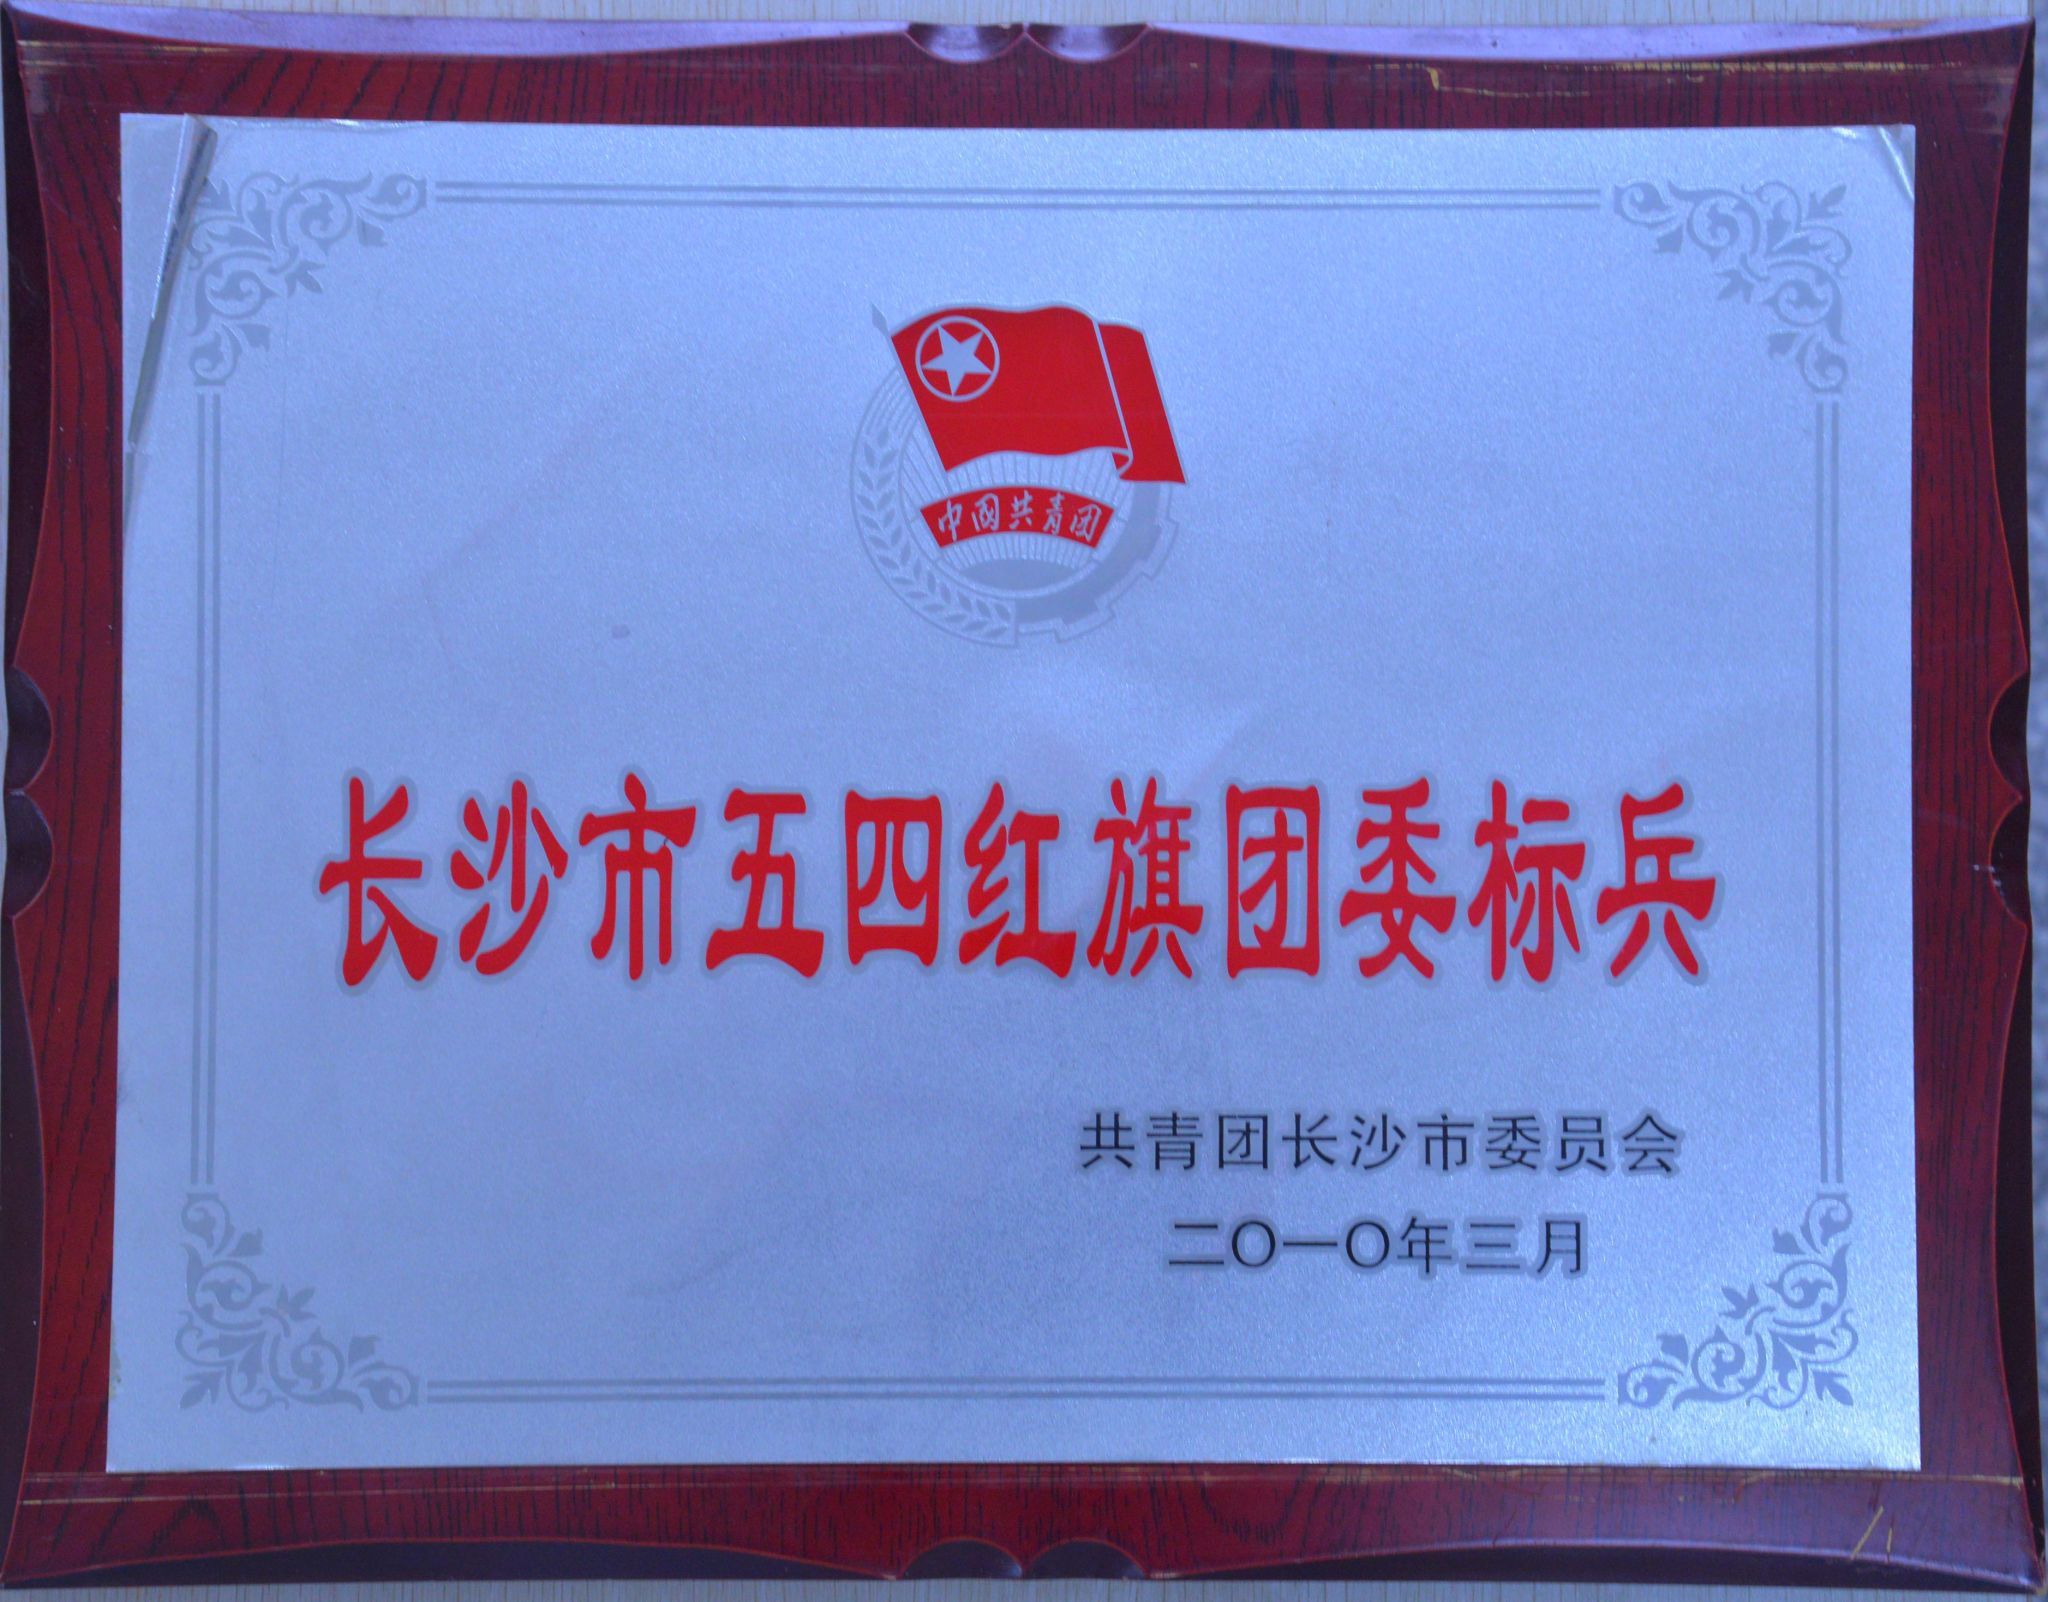 中国共青团
长沙市五四红旗团委标兵
共青团长沙市委员会
二〇一〇年三月